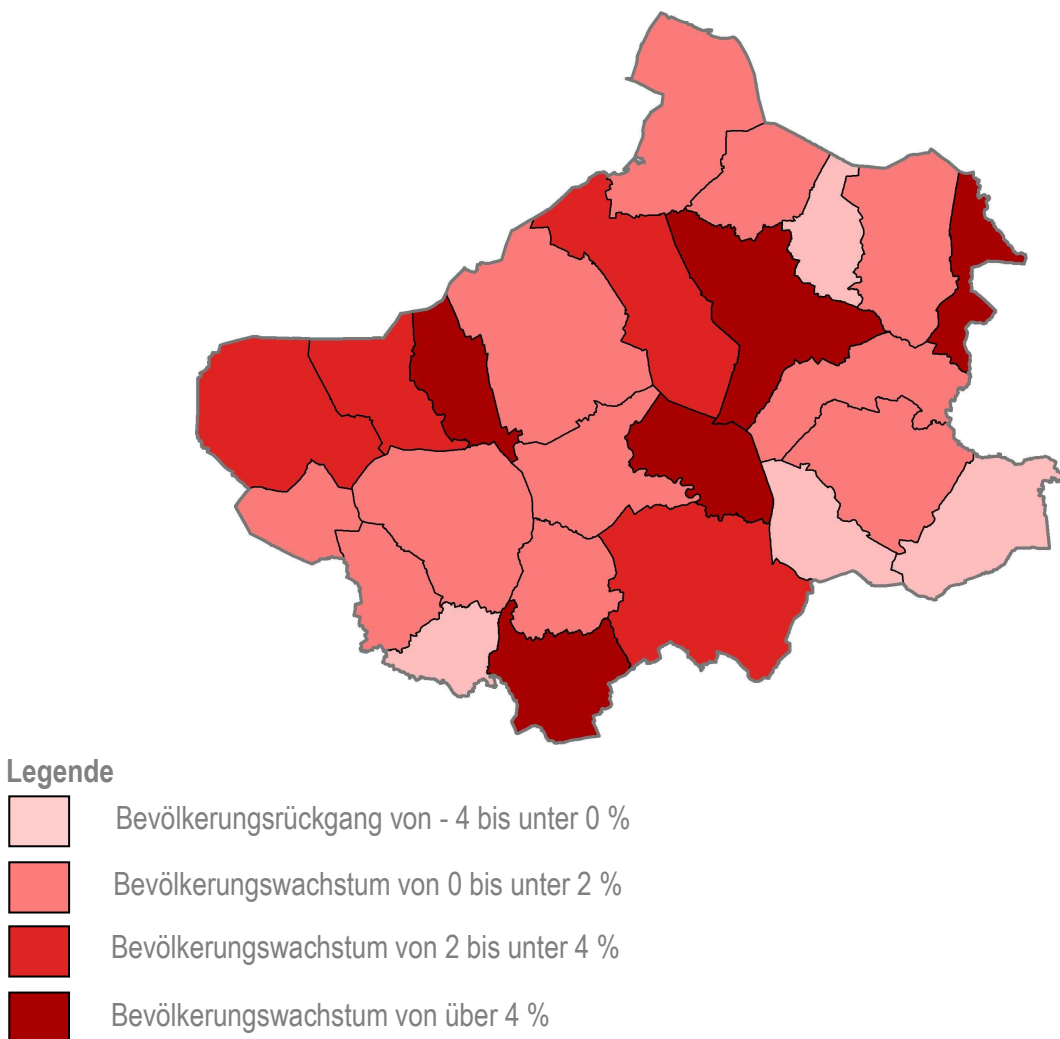 Legende
Bevölkerungsrückgang von - 4 bis unter 0 %
Bevölkerungswachstum von 0 bis unter 2 %
Bevölkerungswachstum von 2 bis unter 4 %
Bevölkerungswachstum von über 4 %